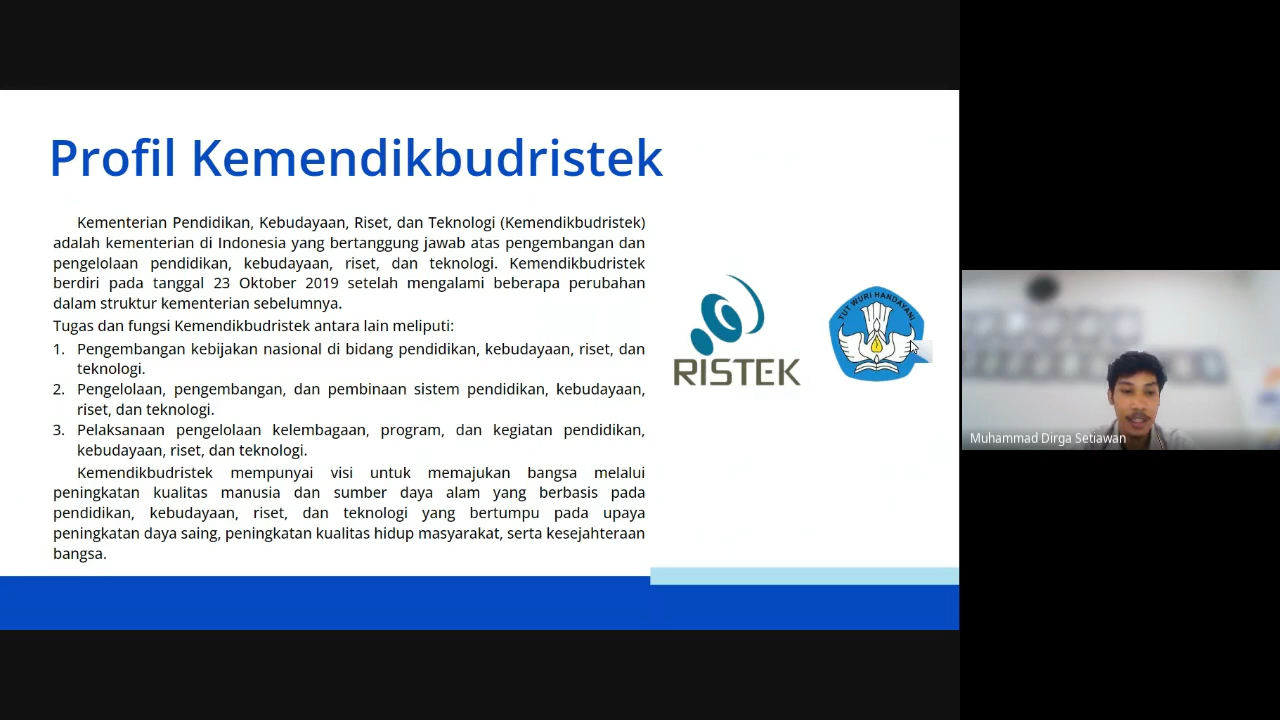 Profil Kemendikbudristek
Kementerian Pendidikan, Kebudayaan, Riset, dan Teknologi (Kemendikbudristek)
adalah kementerian di Indonesia yang bertanggung jawab atas pengembangan dan
pengelolaan pendidikan, kebudayaan, riset, dan teknologi. Kemendikbudristek
berdiri pada tanggal 23 Oktober 2019 setelah mengalami beberapa perubahan
dalam struktur kementerian sebelumnya.
Tugas dan fungsi Kemendikbudristek antara lain meliputi:
1. Pengembangan kebijakan nasional di bidang pendidikan, kebudayaan, riset, dan
teknologi.
2. Pengelolaan, pengembangan, dan pembinaan sistem pendidikan, kebudayaan,
riset, dan teknologi.
3. Pelaksanaan pengelolaan kelembagaan, program, dan kegiatan pendidikan,
kebudayaan, riset, dan teknologi.
Kemendikbudristek mempunyai visi untuk memajukan bangsa melalui
peningkatan kualitas manusia dan sumber daya alam yang berbasis pada
pendidikan, kebudayaan, riset, dan teknologi yang bertumpu pada upaya
peningkatan daya saing, peningkatan kualitas hidup masyarakat, serta kesejahteraan
bangsa.
RISTEK
TUT WURI HANDAYANI
Muhammad Dirga Setiawan